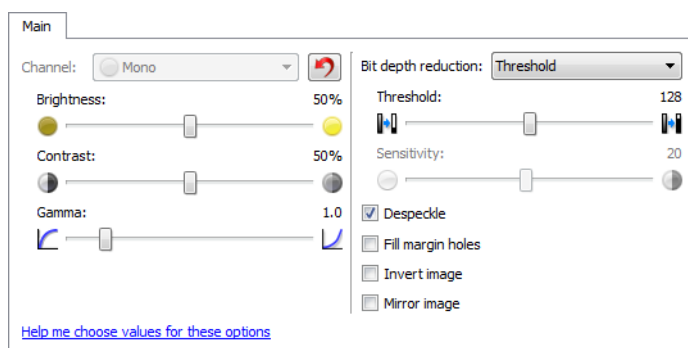 Main
Channel: Mono
Brightness: 50%
Contrast: 50%
Gamma: 1.0
Help me choose values for these options
Bit depth reduction: Threshold
Threshold: 128
Sensitivity: 20
Despeckle
Fill margin holes
Invert image
Mirror image